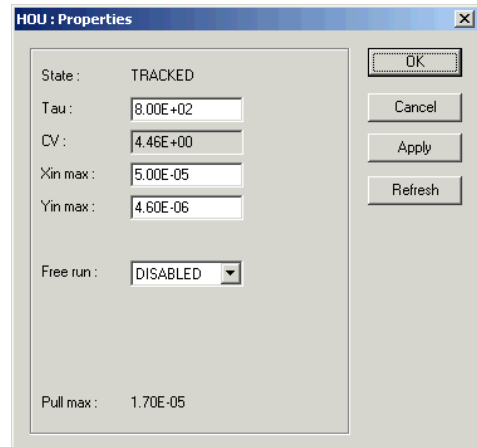 HOU : Properties
State : TRACKED
Tau : 8.00E+02
CV : 4.46E+00
Xin max : 5.00E-05
Yin max : 4.60E-06
Free run : DISABLED
Pull max : 1.70E-05
OK
Cancel
Apply
Refresh